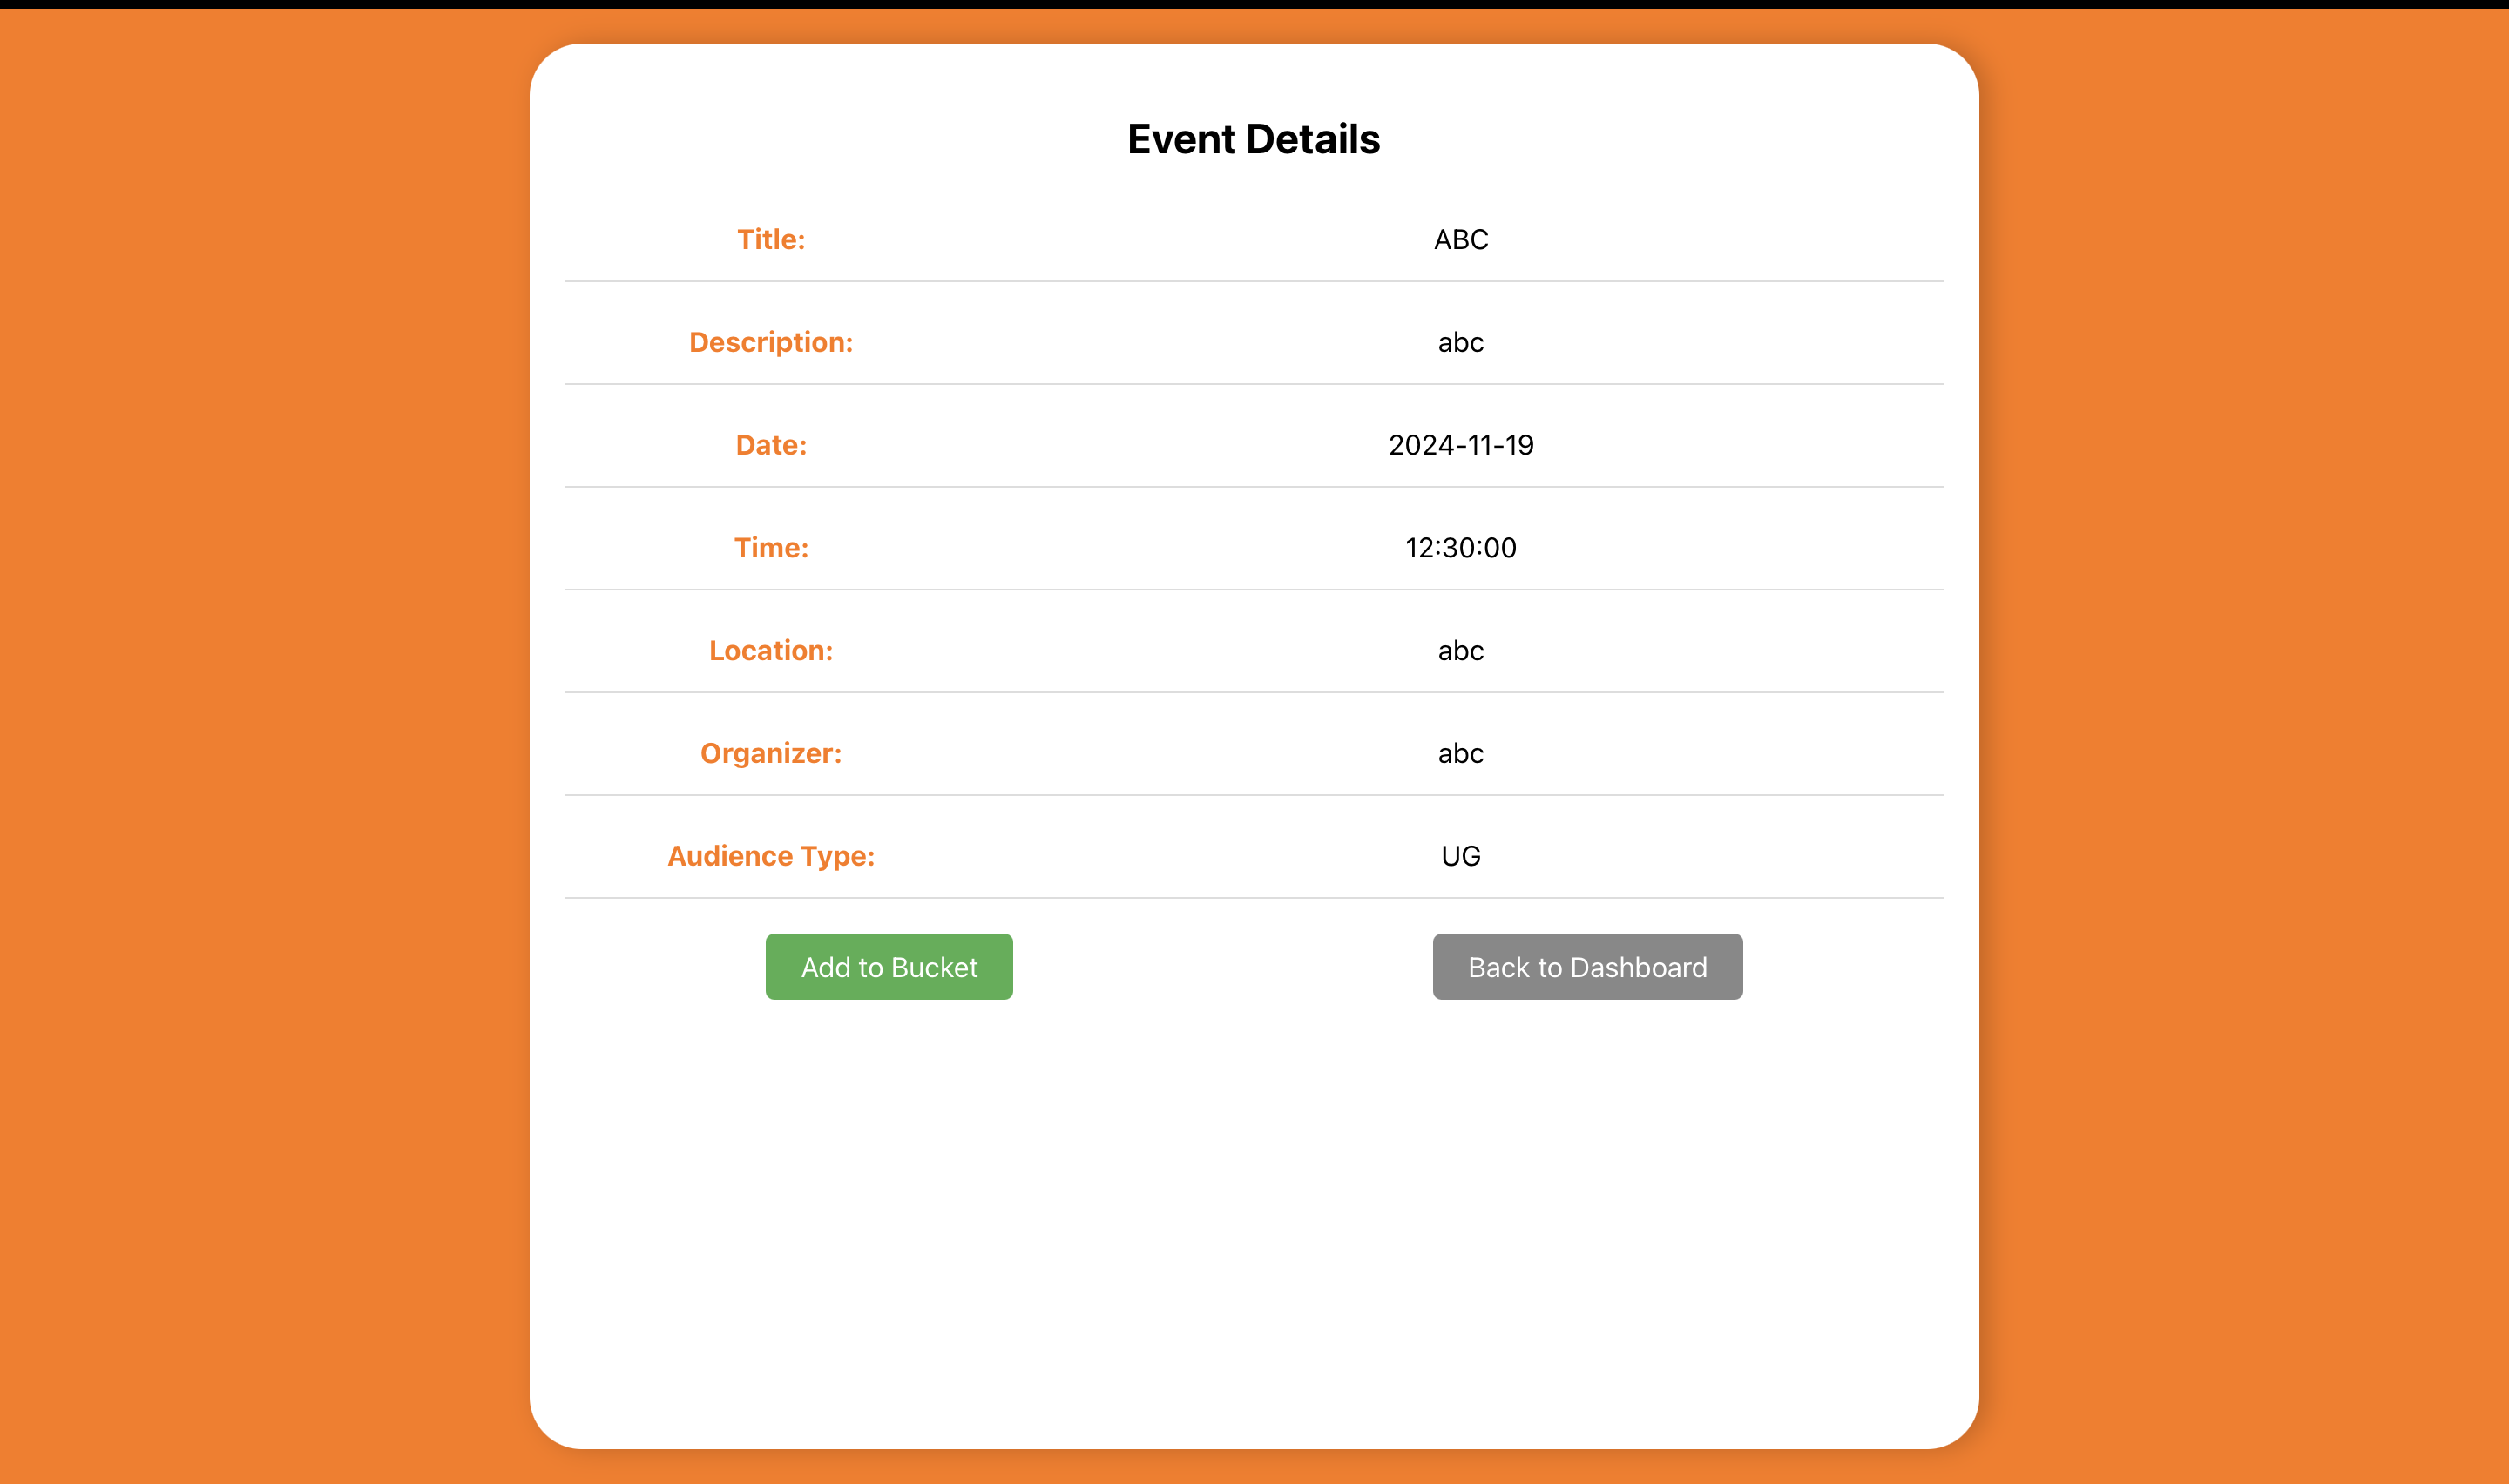 Event Details
Title: ABC
Description: abc
Date: 2024-11-19
Time: 12:30:00
Location: abc
Organizer: abc
Audience Type: UG
Add to Bucket Back to Dashboard